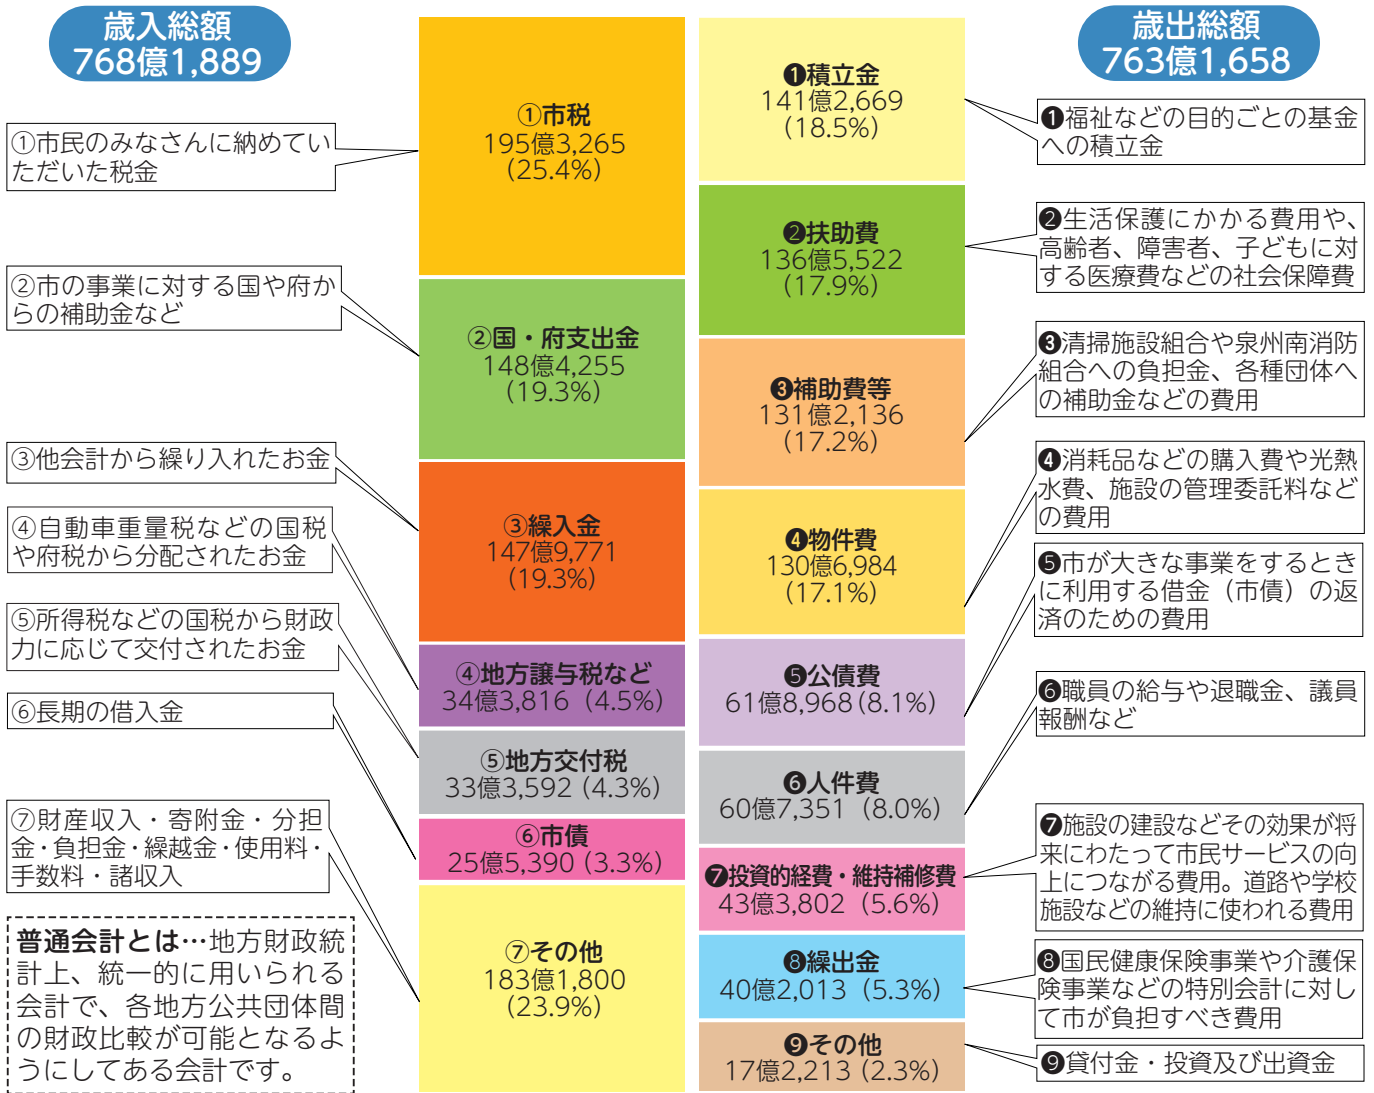 歳入総額
768億1,889
①市民のみなさんに納めてい
ただいた税金
②市の事業に対する国や府か
らの補助金など
③他会計から繰り入れたお金
④自動車重量税などの国税
や府税から分配されたお金
⑤所得税などの国税から財政
力に応じて交付されたお金
⑥長期の借入金
⑦財産収入・寄附金・分担
金・負担金・繰越金・使用料・
手数料・諸収入
普通会計とは…地方財政統
計上、統一的に用いられる
会計で、各地方公共団体間
の財政比較が可能となるよ
うにしてある会計です。
①市税
195億3,265
(25.4%)
②国・府支出金
148億4,255
(19.3%)
③繰入金
147億9,771
(19.3%)
④地方譲与税など
34億3,816 (4.5%)
⑤地方交付税
33億3,592 (4.3%)
⑥市債
25億5,390 (3.3%)
⑦その他
183億1,800
(23.9%)
❶積立金
141億2,669
(18.5%)
❷扶助費
136億5,522
(17.9%)
❸補助費等
131億2,136
(17.2%)
❹物件費
130億6,984
(17.1%)
❺公債費
61億8,968(8.1%)
❻人件費
60億7,351 (8.0%)
❼投資的経費・維持補修費
43億3,802 (5.6%)
❽繰出金
40億2,013 (5.3%)
❾その他
17億2,213 (2.3%)
歳出総額
763億1,658
❶福祉などの目的ごとの基金
への積立金
❷生活保護にかかる費用や、
高齢者、障害者、子どもに対
する医療費などの社会保障費
❸清掃施設組合や泉州南消防
組合への負担金、各種団体へ
の補助金などの費用
❹消耗品などの購入費や光熱
水費、施設の管理委託料など
の費用
❺市が大きな事業をするとき
に利用する借金（市債）の返
済のための費用
❻職員の給与や退職金、議員
報酬など
❼施設の建設などその効果が将
来にわたって市民サービスの向
上につながる費用。道路や学校
施設などの維持に使われる費用
❽国民健康保険事業や介護保
険事業などの特別会計に対し
て市が負担すべき費用
❾貸付金・投資及び出資金